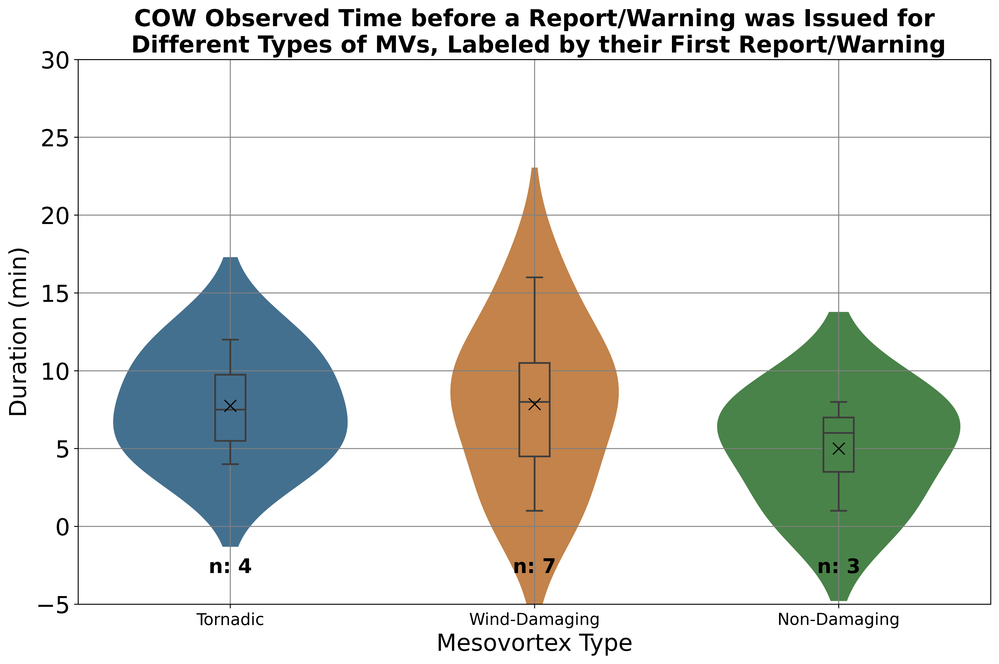 COW Observed Time before a Report/Warning was Issued for
Different Types of MVs, Labeled by their First Report/Warning
30
25
20
15
10
5
0
−5
Duration (min)
n: 4
n: 7
n: 3
Tornadic
Wind-Damaging
Non-Damaging
Mesovortex Type